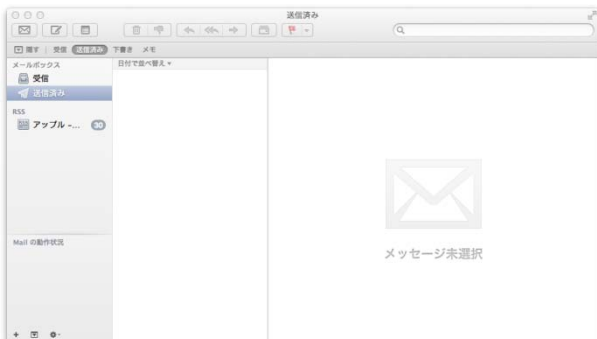 送信済み
隠す | 受信 送信済み 下書き メモ
メールボックス
日付で並べ替え
受信
送信済み
RSS
アップル -... 30
Mail の動作状況
メッセージ未選択